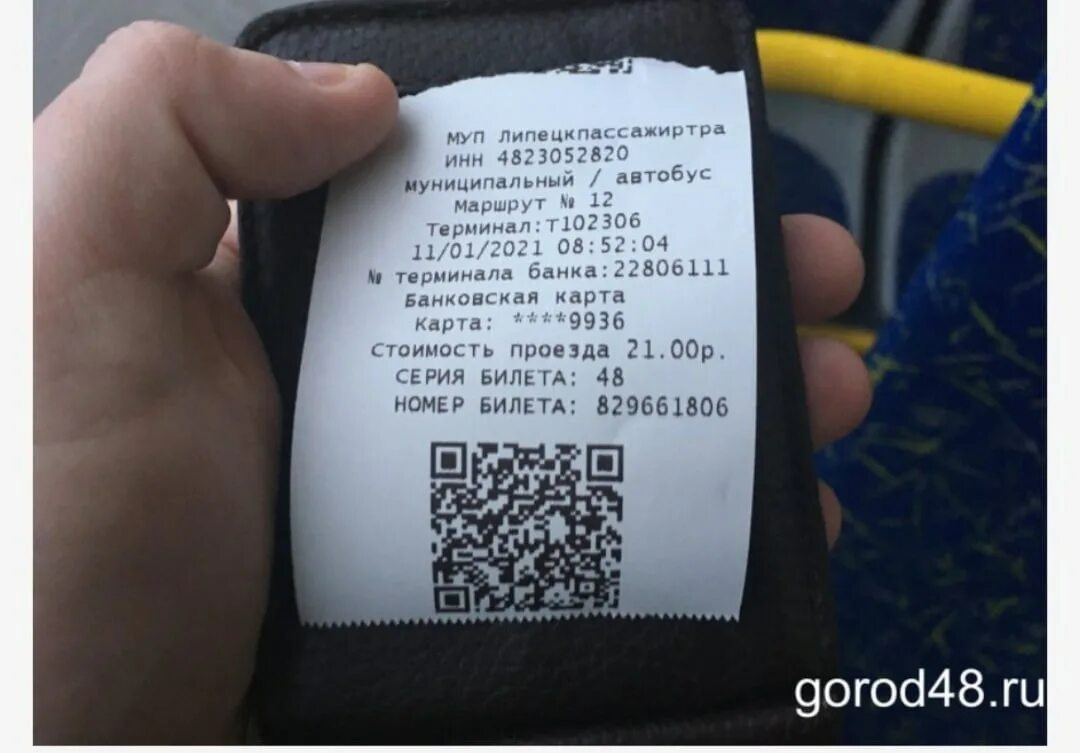 МУП ЛИПЕЦКПАССАЖИРТРА
ИНН 4823052820
муниципальный / автобус
Маршрут № 12
Терминал:т102306
11/01/2021 08:52:04
№ терминала банка:22806111
Банковская карта
Карта: ****9936
Стоимость проезда 21.00р.
СЕРИЯ БИЛЕТА: 48
НОМЕР БИЛЕТА: 829661806
gorod48.ru